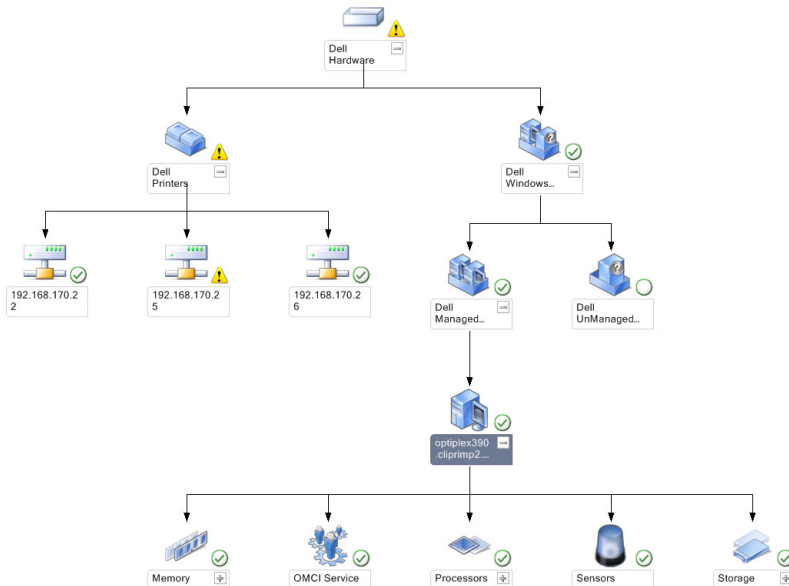 Dell
Hardware
Dell
Printers
Dell
Windows...
192.168.170.2
2
192.168.170.2
5
192.168.170.2
6
Dell
Managed...
Dell
UnManaged...
optiplex390
.cliprimp2...
Memory
OMCI Service
Processors
Sensors
Storage